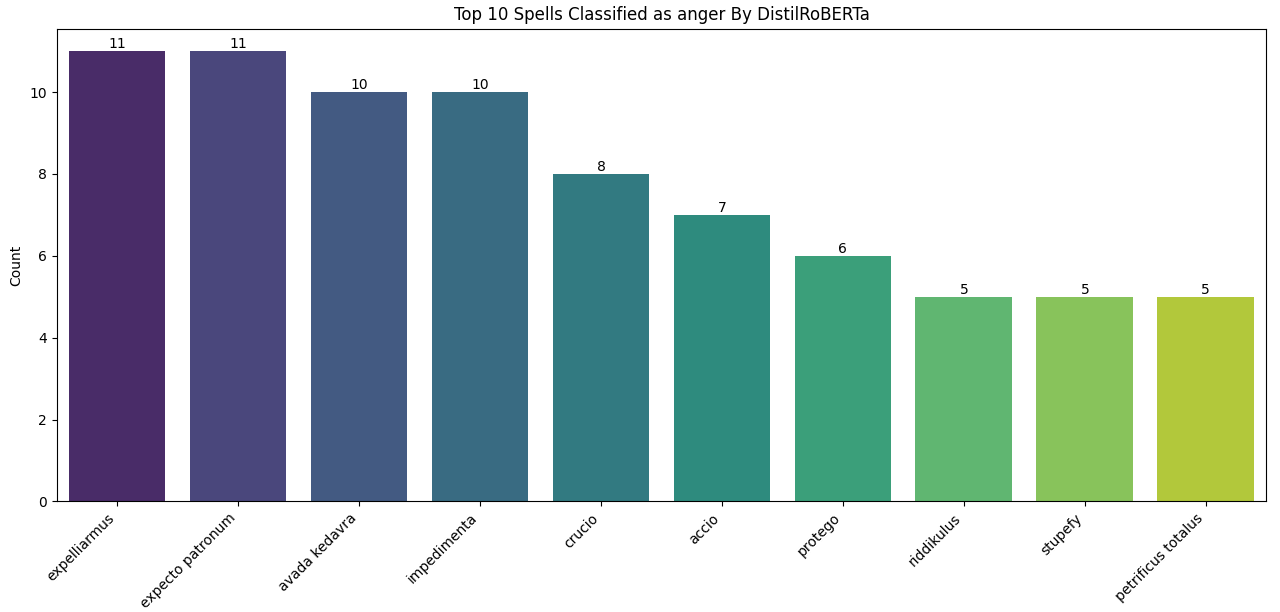 Top 10 Spells Classified as anger By DistilRoBERTa
Count
10
8
6
4
2
0
11
11
10
10
8
7
6
5
5
5
expelliarmus
expecto patronum
avada kedavra
impedimenta
crucio
accio
protego
riddikulus
stupefy
petrificus totalus